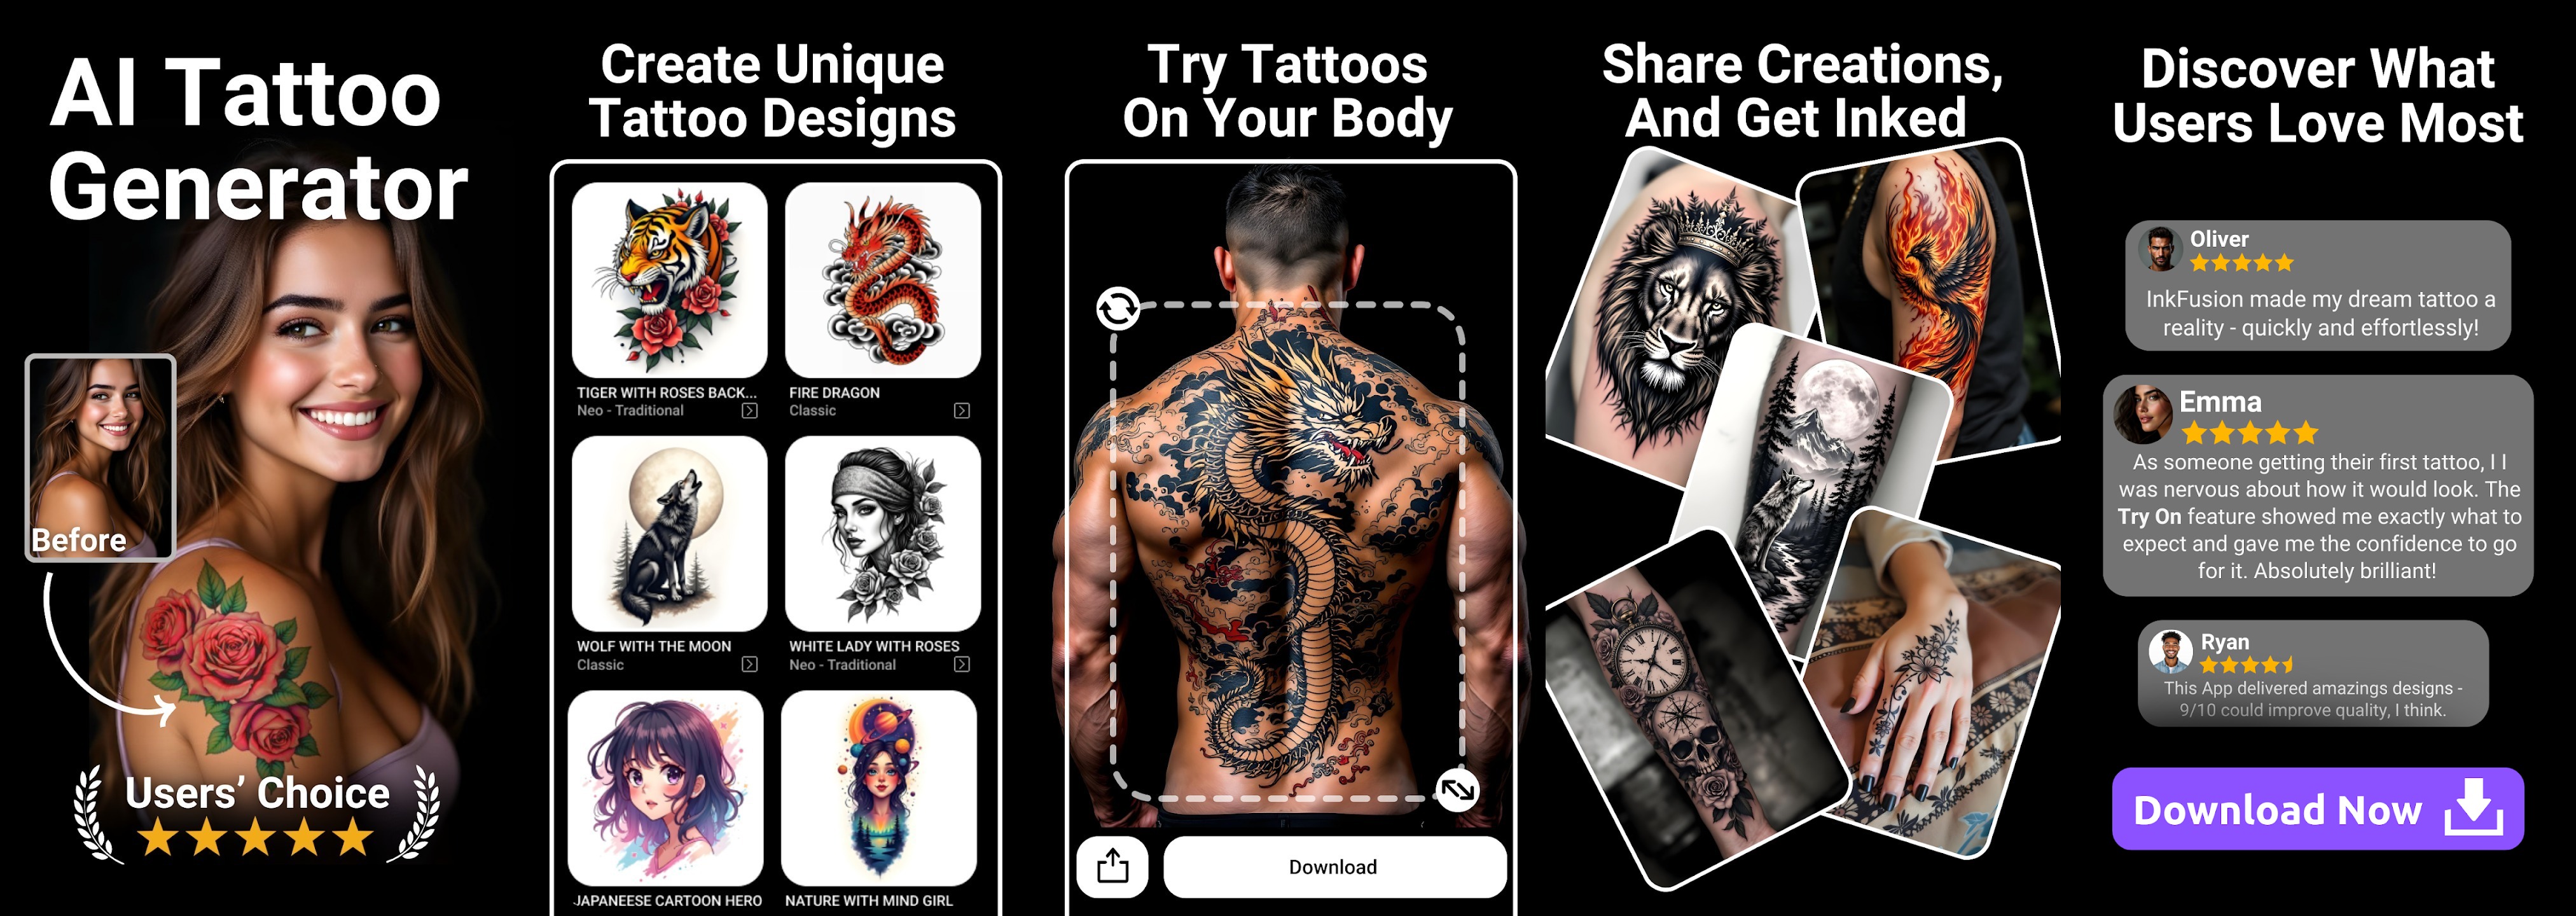 AI Tattoo
Generator
Before
Users' Choice
Create Unique
Tattoo Designs
TIGER WITH ROSES BACK...
Neo - Traditional
FIRE DRAGON
Classic
WOLF WITH THE MOON
Classic
WHITE LADY WITH ROSES
Neo - Traditional
JAPANEESE CARTOON HERO
NATURE WITH MIND GIRL
Try Tattoos
On Your Body
Download
Share Creations,
And Get Inked
Discover What
Users Love Most
Oliver
InkFusion made my dream tattoo a
reality - quickly and effortlessly!
Emma
As someone getting their first tattoo, I I
was nervous about how it would look. The
Try On feature showed me exactly what to
expect and gave me the confidence to go
for it. Absolutely brilliant!
Ryan
This App delivered amazings designs -
9/10 could improve quality, I think.
Download Now